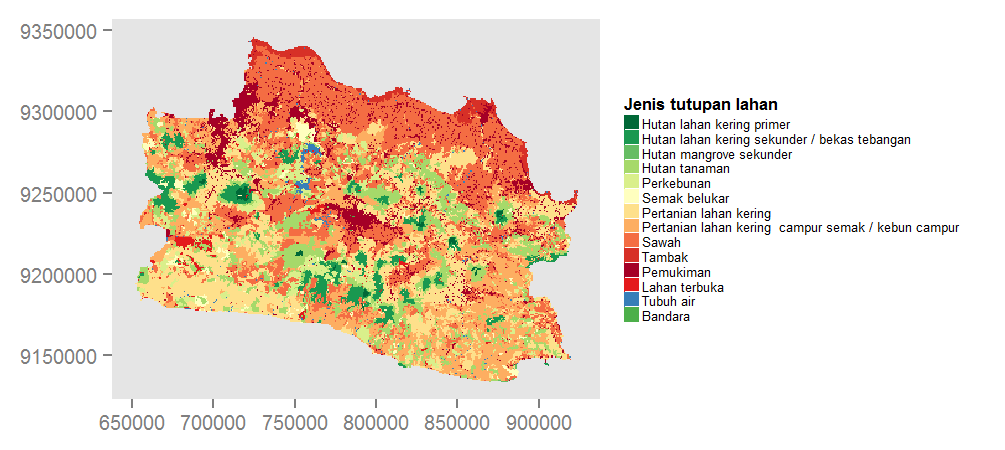 9350000
9300000
9250000
9200000
9150000
650000 700000 750000 800000 850000 900000
Jenis tutupan lahan
Hutan lahan kering primer
Hutan lahan kering sekunder / bekas tebangan
Hutan mangrove sekunder
Hutan tanaman
Perkebunan
Semak belukar
Pertanian lahan kering
Pertanian lahan kering  campur semak / kebun campur
Sawah
Tambak
Pemukiman
Lahan terbuka
Tubuh air
Bandara